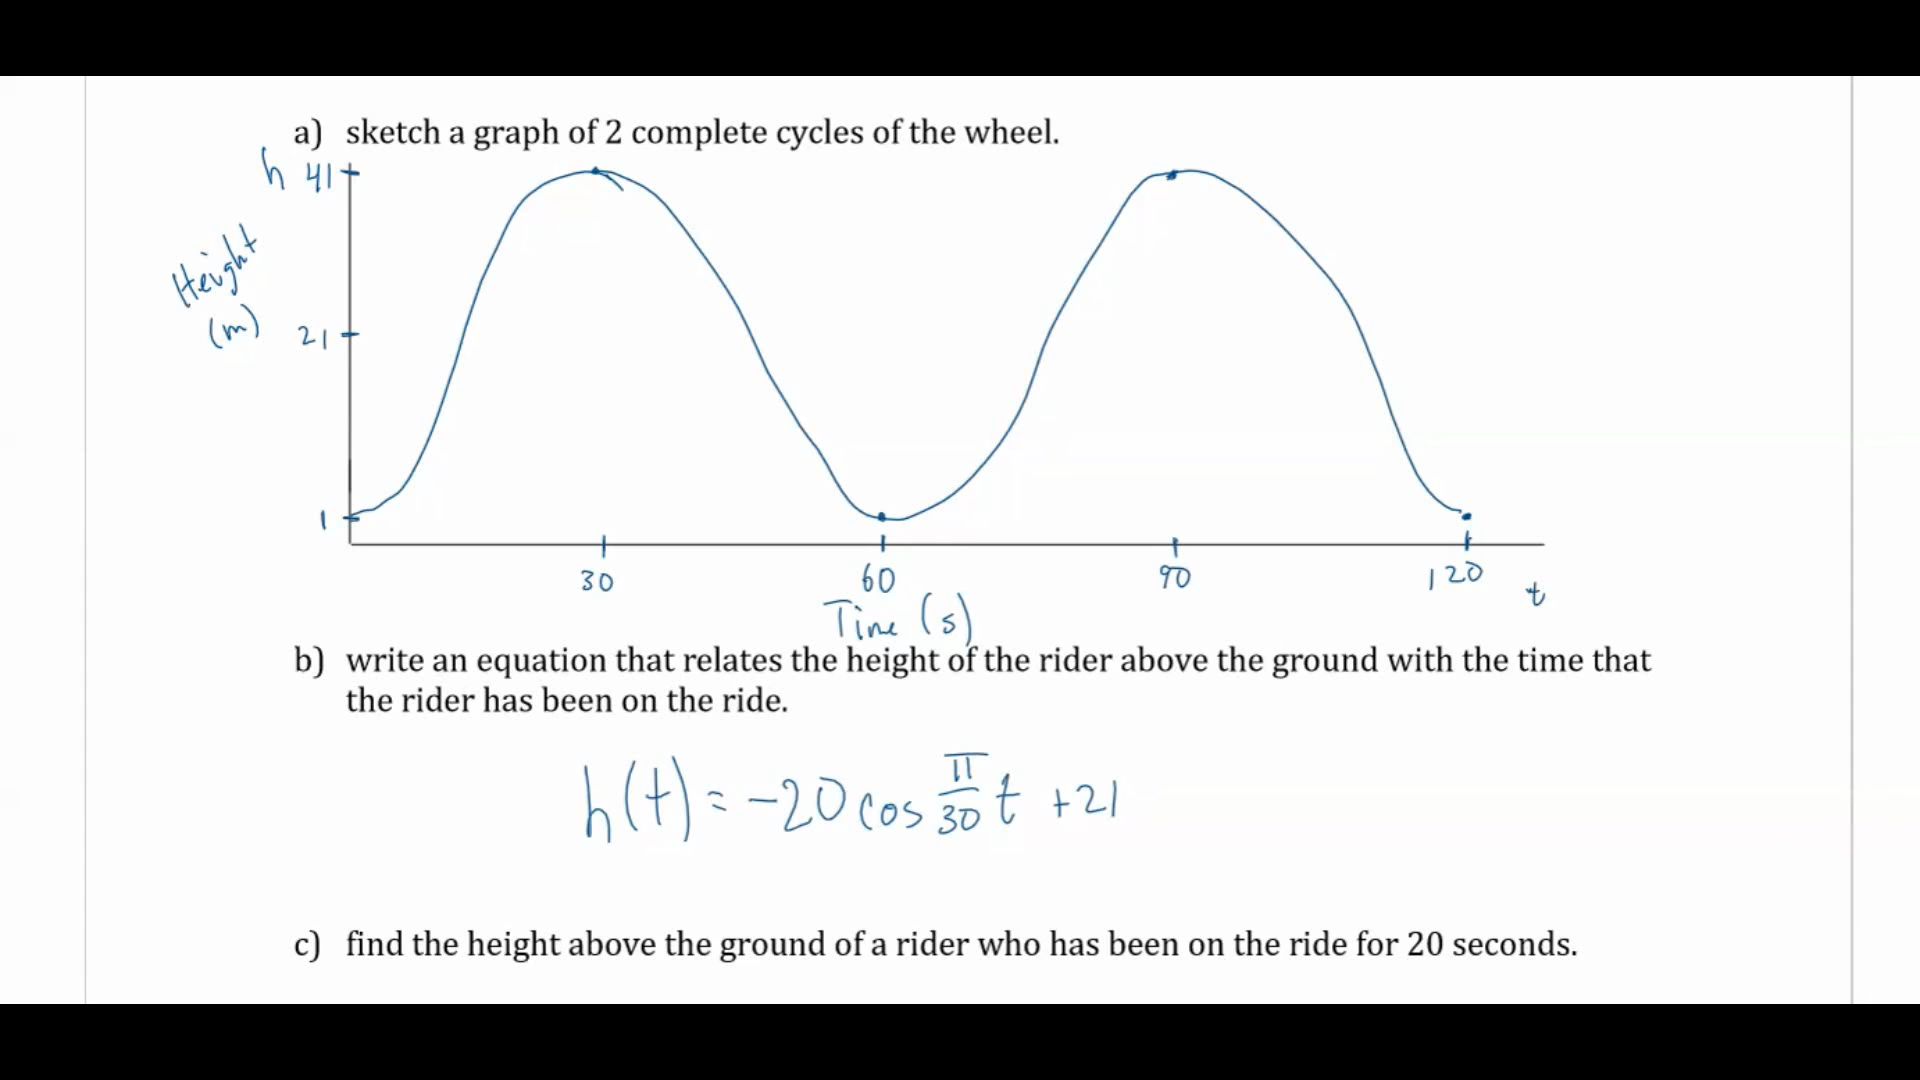 a) sketch a graph of 2 complete cycles of the wheel.
h 41
Height
(m)
21
1
30 60 90 120 t
Time (s)
b) write an equation that relates the height of the rider above the ground with the time that
the rider has been on the ride.
h(t) = -20 cos π/30 t + 21
c) find the height above the ground of a rider who has been on the ride for 20 seconds.